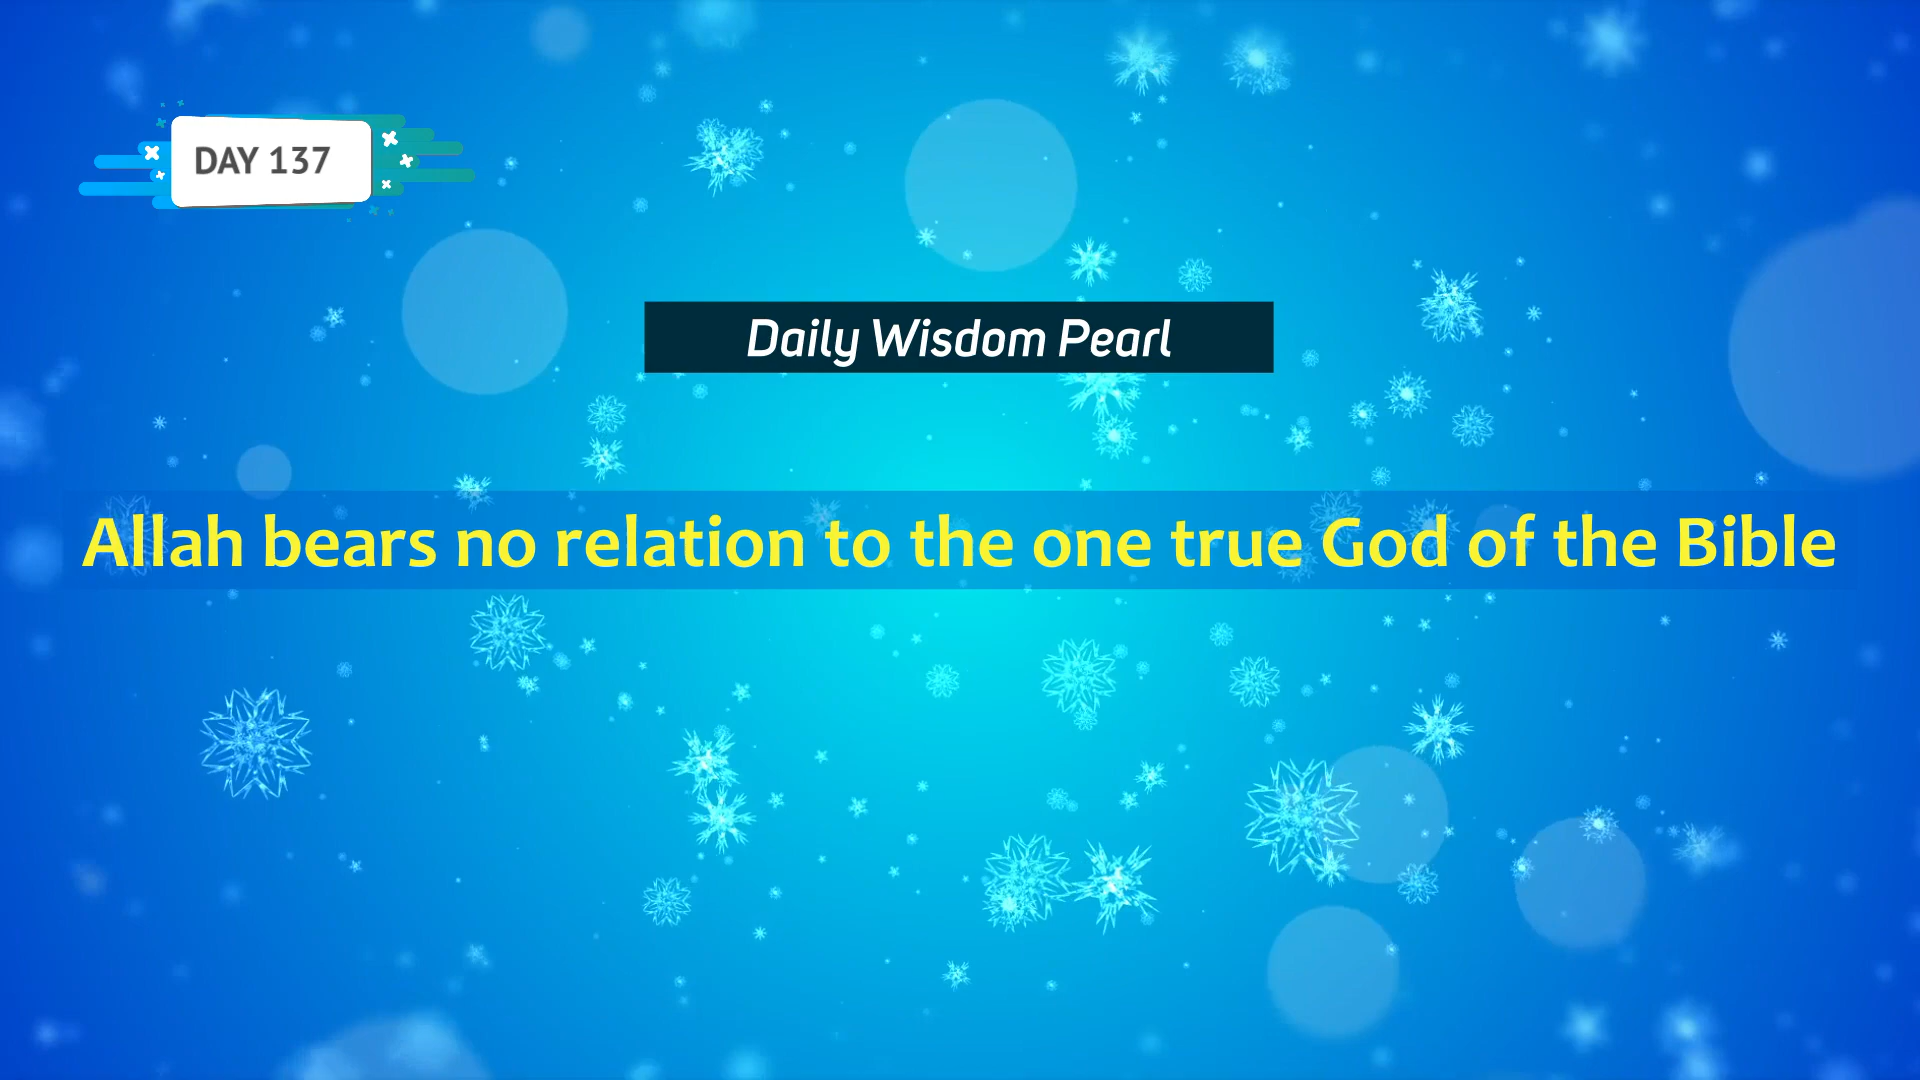 DAY 137
Daily Wisdom Pearl
Allah bears no relation to the one true God of the Bible